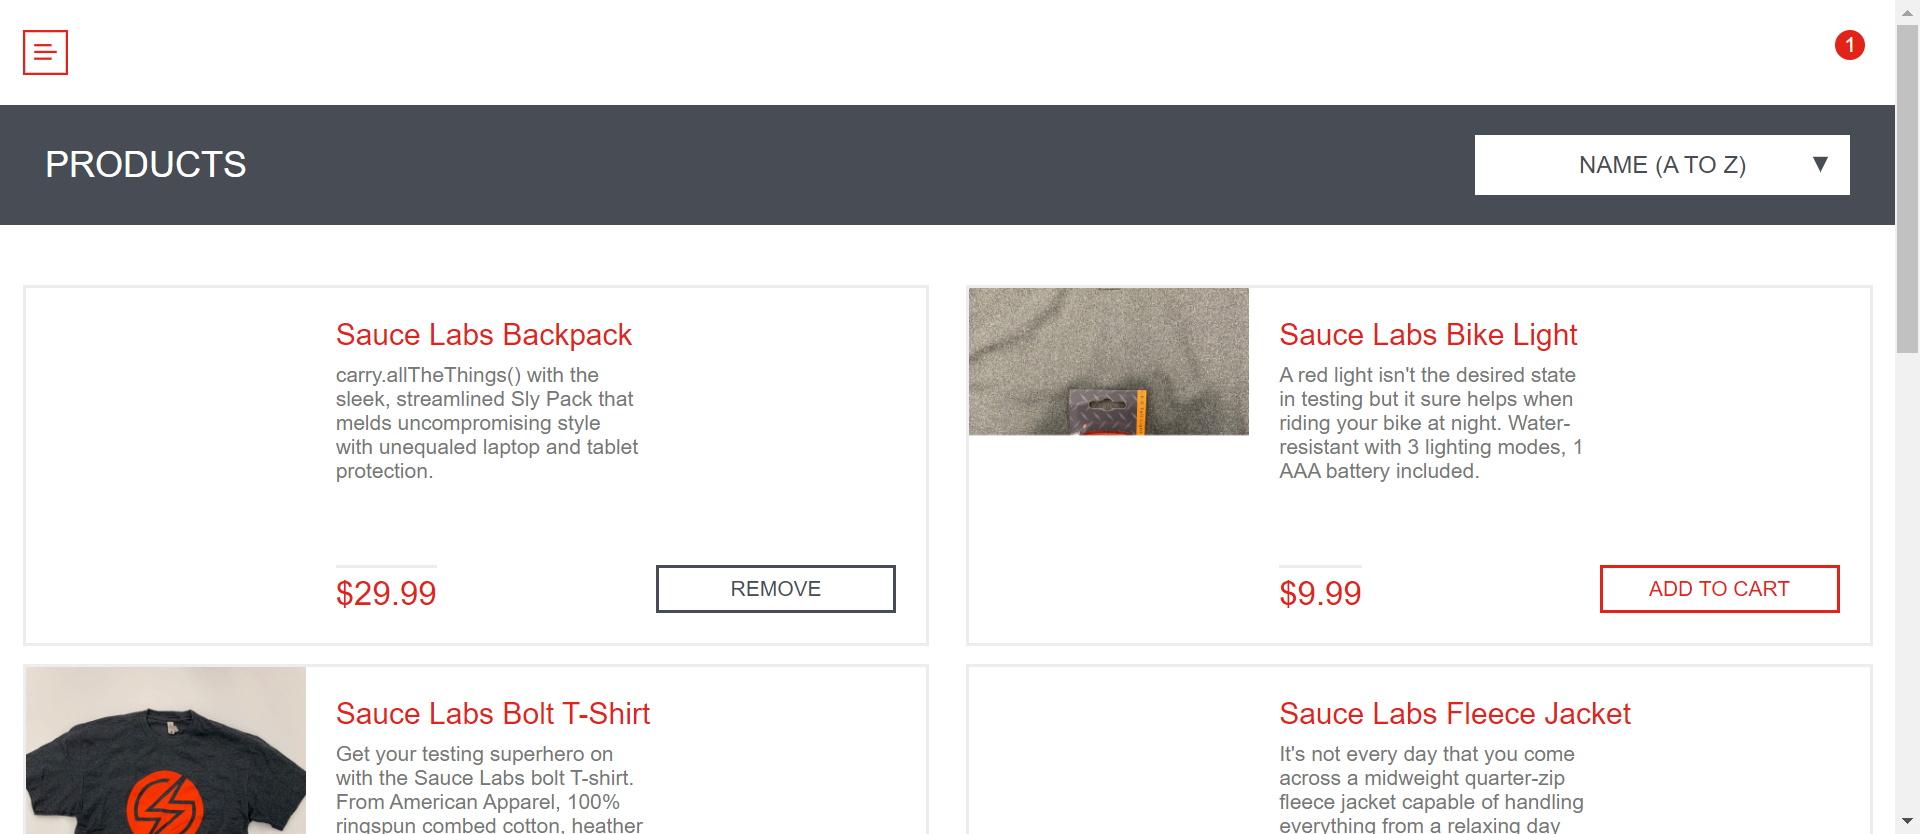 1
PRODUCTS
NAME (A TO Z)
Sauce Labs Backpack
carry.allTheThings() with the
sleek, streamlined Sly Pack that
melds uncompromising style
with unequaled laptop and tablet
protection.
$29.99
REMOVE
Sauce Labs Bike Light
A red light isn't the desired state
in testing but it sure helps when
riding your bike at night. Water-
resistant with 3 lighting modes, 1
AAA battery included.
$9.99
ADD TO CART
Sauce Labs Bolt T-Shirt
Get your testing superhero on
with the Sauce Labs bolt T-shirt.
From American Apparel, 100%
ringspun combed cotton, heather
Sauce Labs Fleece Jacket
It's not every day that you come
across a midweight quarter-zip
fleece jacket capable of handling
everything from a relaxing day